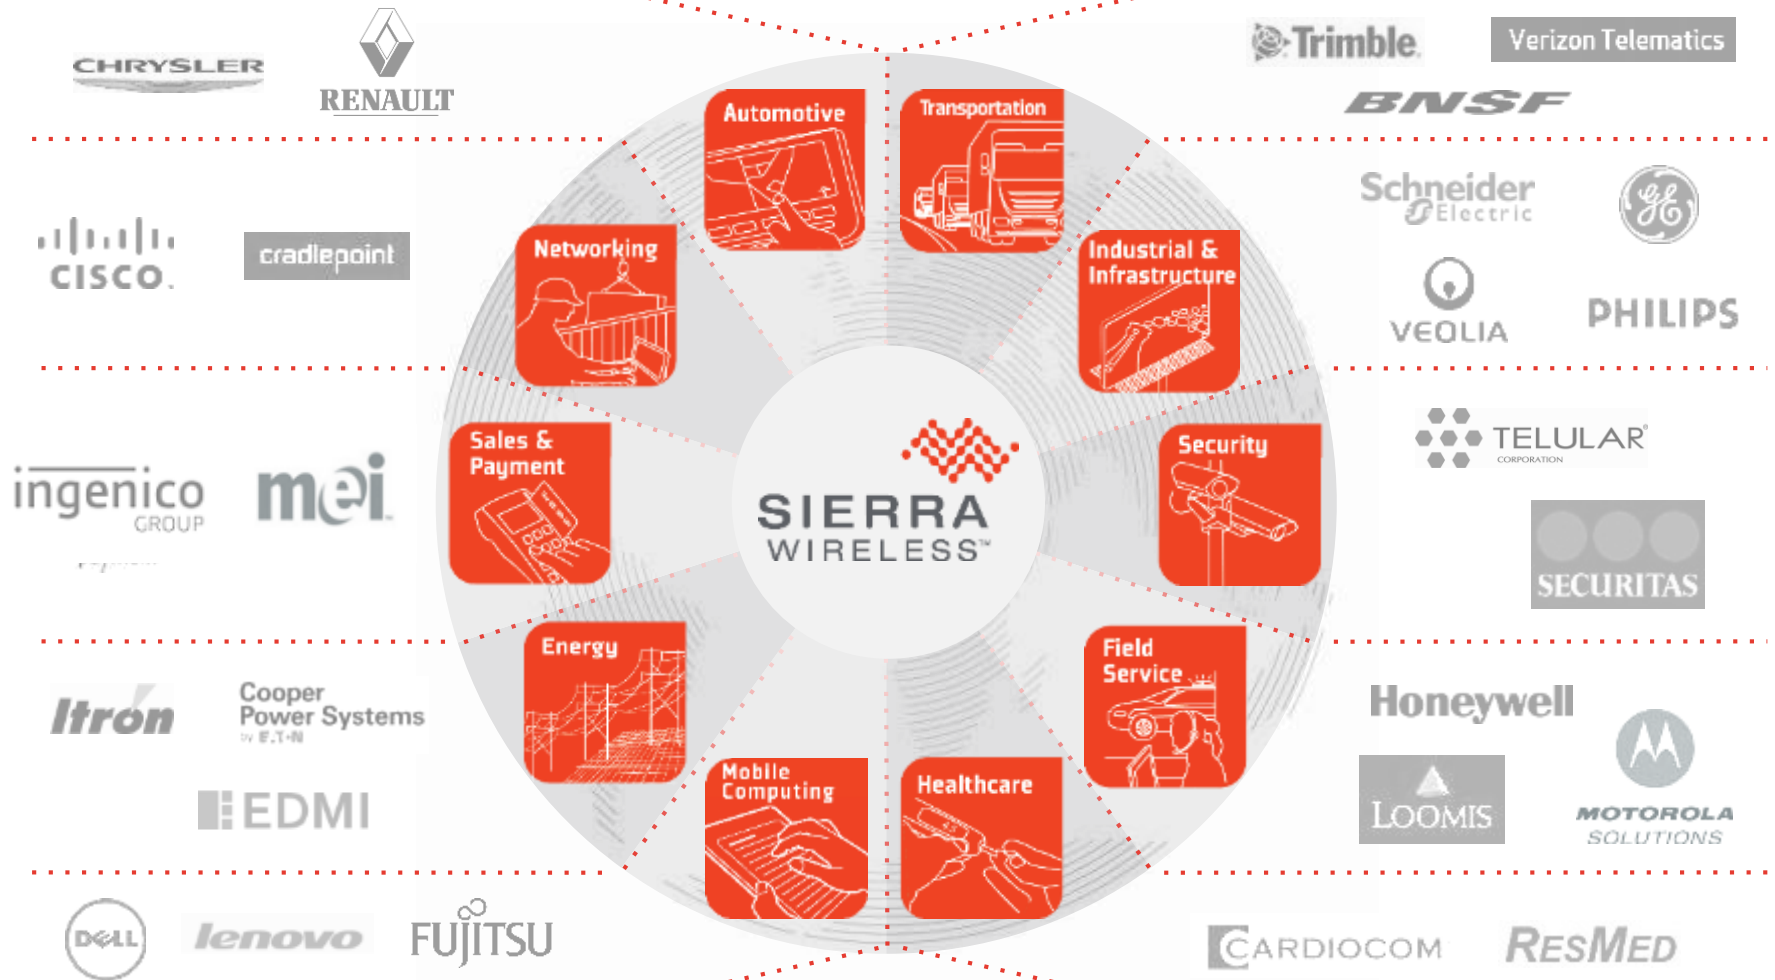 CHRYSLER
RENAULT
Automotive
Transportation
Trimble
Verizon Telematics
BNSF
CISCO
cradlepoint
Networking
Industrial &
Infrastructure
Schneider
Electric
GE
VEOLIA
PHILIPS
ingenico
GROUP
mei
Sales &
Payment
SIERRA
WIRELESS™
Security
TELULAR®
CORPORATION
SECURITAS
Itron
Cooper
Power Systems
by E.T.N
EDMI
Energy
Field
Service
Honeywell
LOOMIS
MOTOROLA
SOLUTIONS
Mobile
Computing
Healthcare
DELL
lenovo
FUJITSU
CARDIOCOM
RESMED